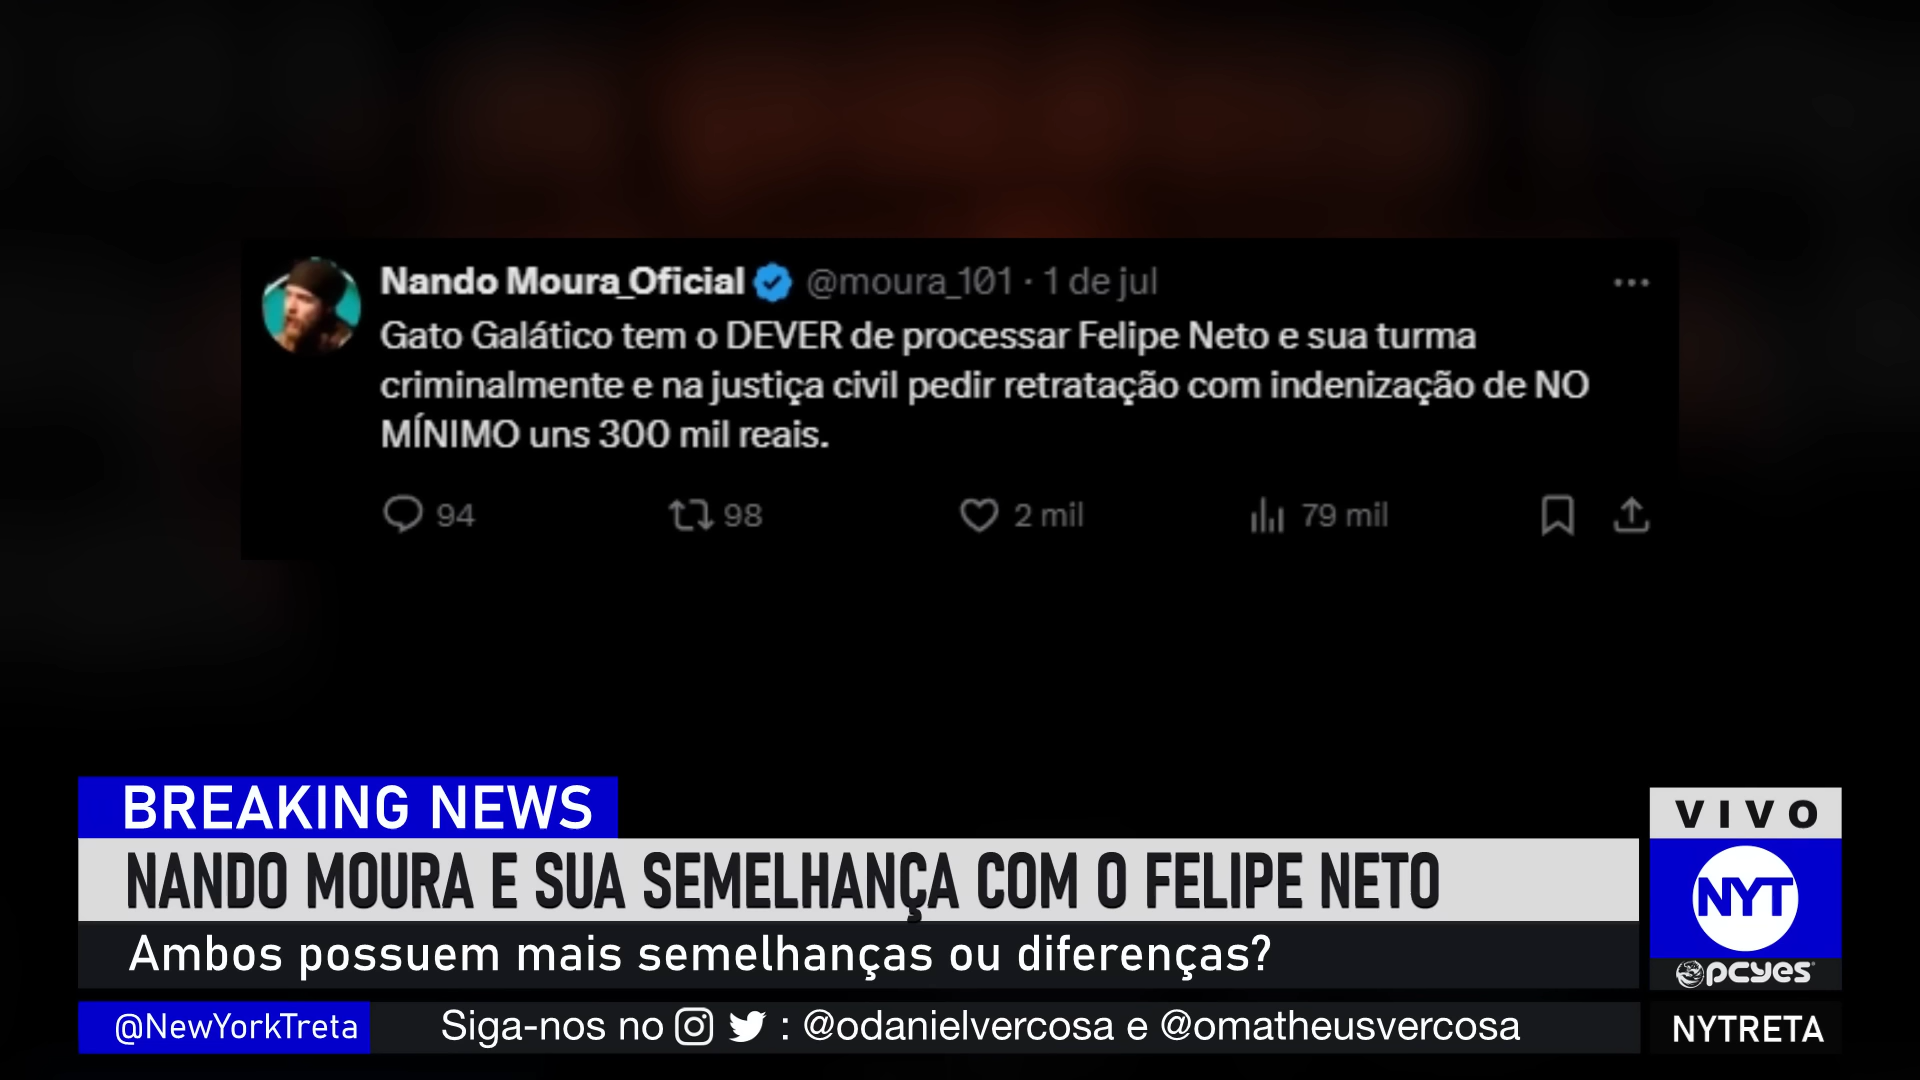 Nando Moura_Oficial @moura_101 · 1 de jul
Gato Galático tem o DEVER de processar Felipe Neto e sua turma
criminalmente e na justiça civil pedir retratação com indenização de NO
MÍNIMO uns 300 mil reais.
94 98 2 mil 79 mil
BREAKING NEWS
NANDO MOURA E SUA SEMELHANÇA COM O FELIPE NETO
Ambos possuem mais semelhanças ou diferenças?
@NewYorkTreta
Siga-nos no : @odanielvercosa e @omatheusvercosa
VIVO
NYT
pcyes
NYTRETA